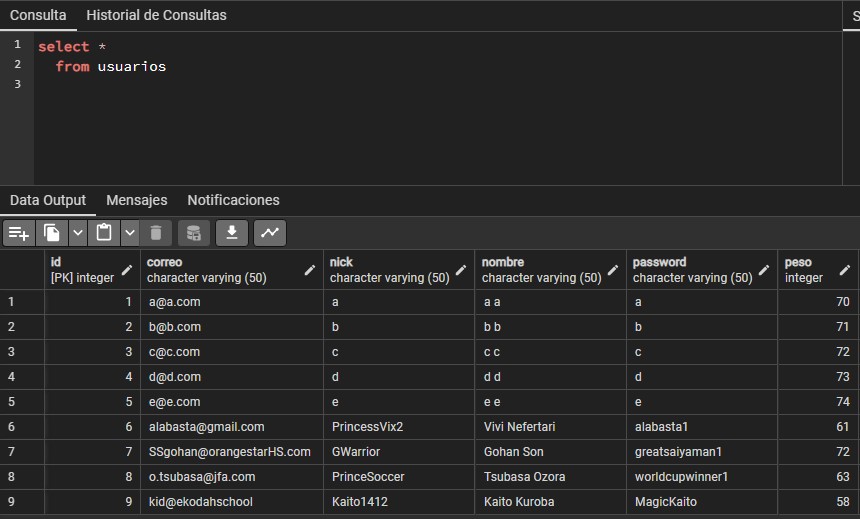 Consulta Historial de Consultas S
1 select *
2 from usuarios
3
Data Output Mensajes Notificaciones
id correo nick nombre password peso
[PK] integer character varying (50) character varying (50) character varying (50) character varying (50) integer
1 1 a@a.com a a a a 70
2 2 b@b.com b b b b 71
3 3 c@c.com c c c c 72
4 4 d@d.com d d d d 73
5 5 e@e.com e e e e 74
6 6 alabasta@gmail.com PrincessVix2 Vivi Nefertari alabasta1 61
7 7 SSgohan@orangestarHS.com GWarrior Gohan Son greatsaiyaman1 72
8 8 o.tsubasa@jfa.com PrinceSoccer Tsubasa Ozora worldcupwinner1 63
9 9 kid@ekodahschool Kaito1412 Kaito Kuroba MagicKaito 58